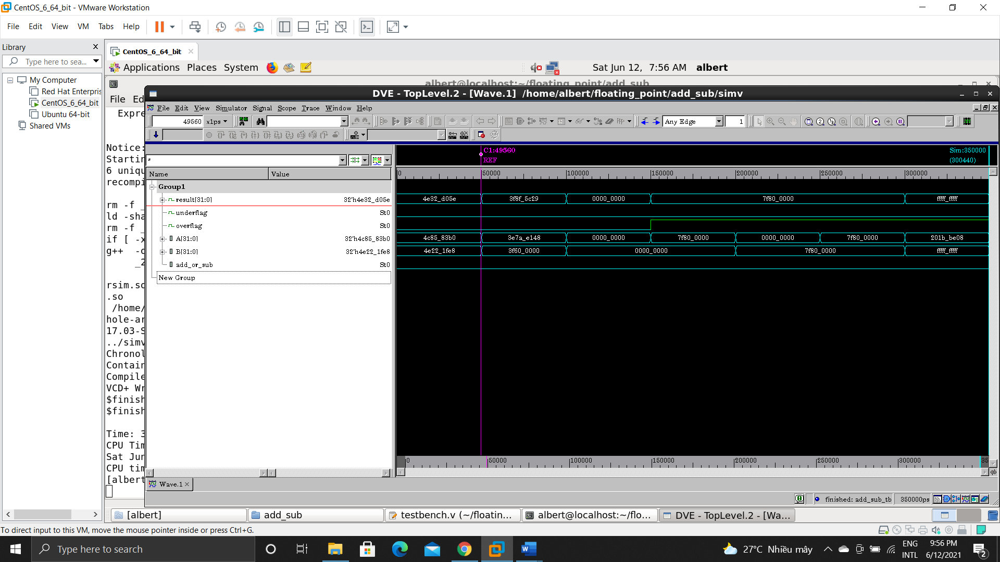 CentOS_6_64_bit - VMware Workstation
File Edit View VM Tabs Help
Library
Type here to sea...
My Computer
Red Hat Enterpris
CentOS_6_64_bit
Ubuntu 64-bit
Shared VMs
CentOS_6_64_bit
Applications Places System
Sat Jun 12, 7:56 AM albert
albert@localhost:~/floating_point/add_sub
File Ed
DVE - TopLevel.2 - [Wave.1] /home/albert/floating_point/add_sub/simv
File Edit View Simulator Signal Scope Trace Window Help
49560 x1ps
Any Edge 1
Expre
Notice:
Startin
6 uniqu
recompi
rm -f _
ld -sha
rm -f _
if [ -x
g++ -o
_2
rsim.so
.so
/home/
hole-ar
17.03-S
../simv
Chronol
Contain
Compile
VCD+ Wr
$finish
$finish
Time: 3
CPU Tim
Sat Jun
CPU tim
[albert
*
Name Value
Group1
result[31:0] 32'h4e32_d05e
underflag St0
overflag St0
A[31:0] 32'h4c85_83b0
B[31:0] 32'h4e22_1fe8
add_or_sub St0
New Group
C1:49560
REF
Sim:350000
(300440)
0 50000 100000 150000 200000 250000 300000
4e32_d05e 3f8f_5c29 0000_0000 7f80_0000 ffff_ffff
4c85_83b0 3e7a_e148 0000_0000 7f80_0000 0000_0000 7f80_0000 201b_be08
4e22_1fe8 3f60_0000 0000_0000 7f80_0000 ffff_ffff
0 50000 100000 150000 200000 250000 300000 35
Wave.1
finished: add_sub_tb 350000ps
[albert] add_sub testbench.v (~/floatin... albert@localhost:~/flo... DVE - TopLevel.2 - [Wa...
To direct input to this VM, move the mouse pointer inside or press Ctrl+G.
Type here to search
27°C Nhiều mây
ENG
INTL
9:56 PM
6/12/2021
2